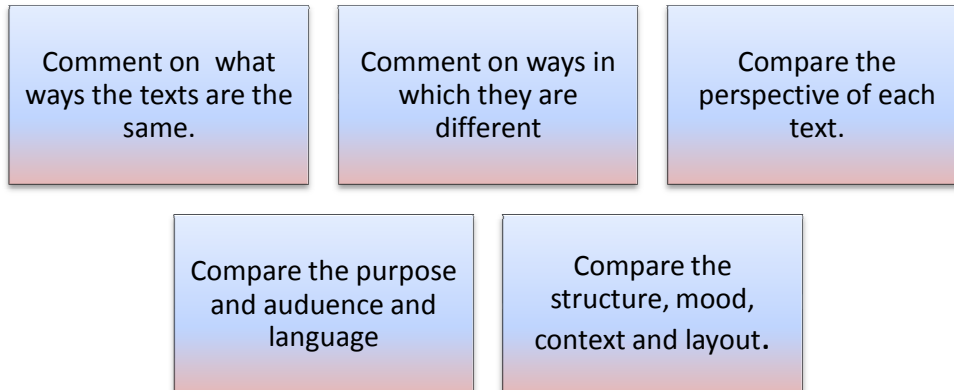 Comment on what
ways the texts are the
same.
Comment on ways in
which they are
different
Compare the
perspective of each
text.
Compare the purpose
and auduence and
language
Compare the
structure, mood,
context and layout.